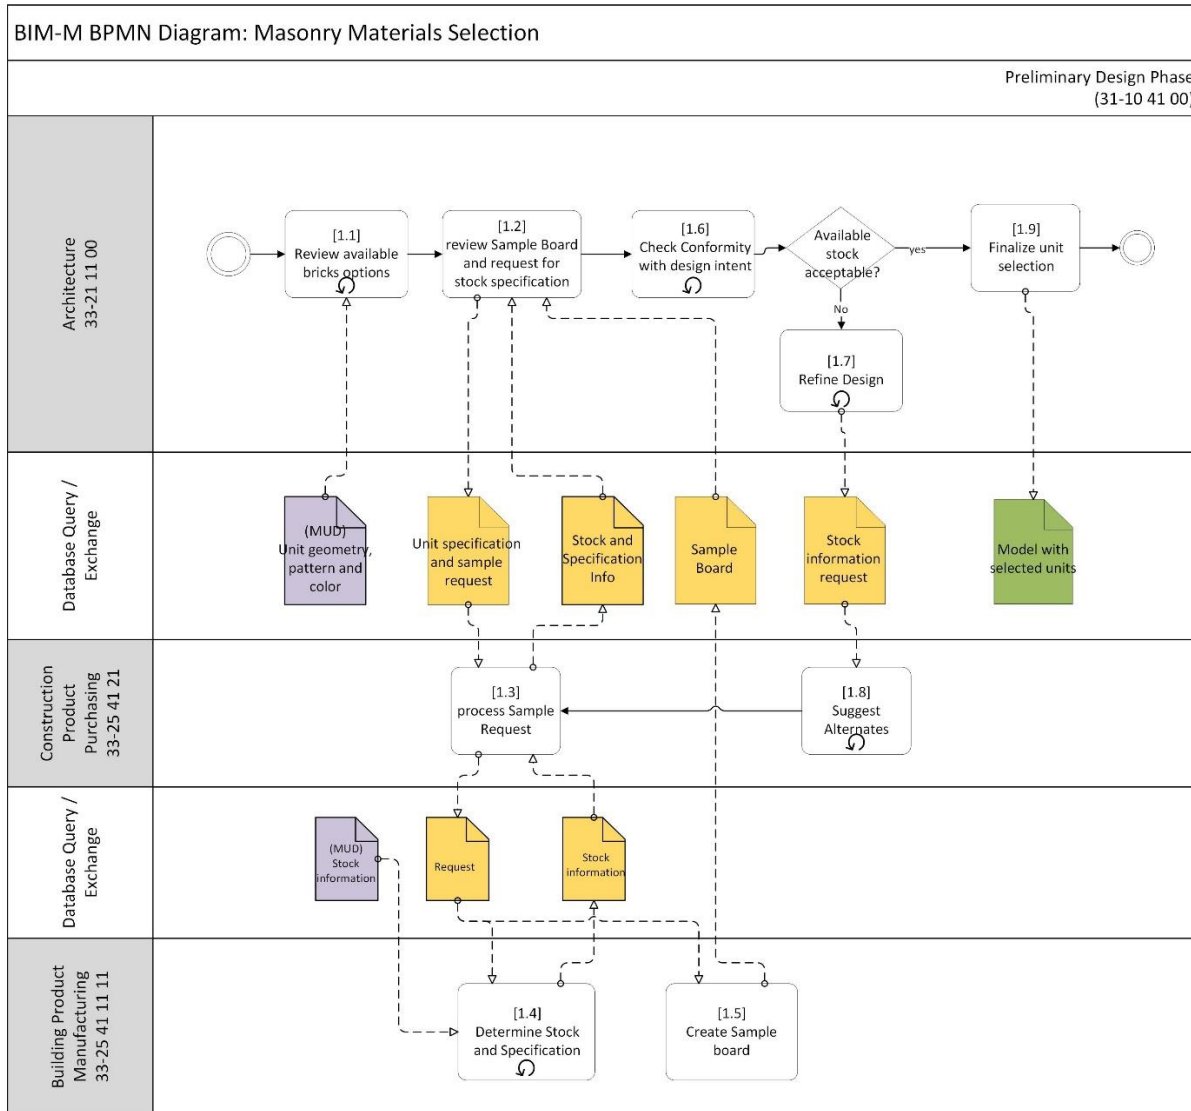 BIM-M BPMN Diagram: Masonry Materials Selection
Preliminary Design Phase
(31-10 41 00)
Architecture
33-21 11 00
[1.1]
Review available
bricks options
[1.2]
review Sample Board
and request for
stock specification
[1.6]
Check Conformity
with design intent
Available
stock
acceptable?
yes
[1.9]
Finalize unit
selection
No
[1.7]
Refine Design
Database Query /
Exchange
(MUD)
Unit geometry,
pattern and
color
Unit specification
and sample
request
Stock and
Specification
Info
Sample
Board
Stock
information
request
Model with
selected units
Construction
Product
Purchasing
33-25 41 21
[1.3]
process Sample
Request
[1.8]
Suggest
Alternates
Database Query /
Exchange
(MUD)
Stock
information
Request
Stock
information
Building Product
Manufacturing
33-25 41 11 11
[1.4]
Determine Stock
and Specification
[1.5]
Create Sample
board